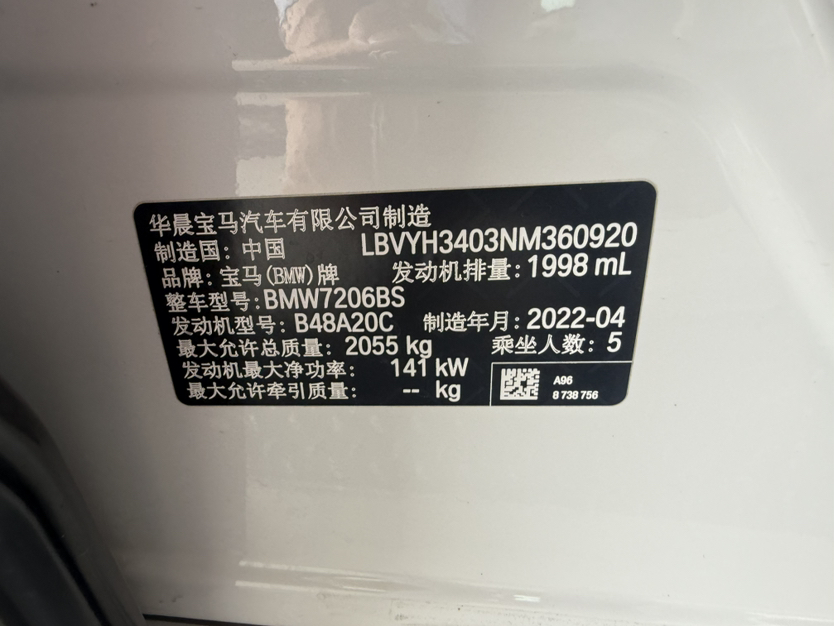 华晨宝马汽车有限公司制造
制造国: 中国 LBVYH3403NM360920
品牌: 宝马(BMW)牌 发动机排量: 1998 mL
整车型号: BMW7206BS
发动机型号: B48A20C 制造年月: 2022-04
最大允许总质量: 2055 kg 乘坐人数: 5
发动机最大净功率: 141 kW
最大允许牵引质量: -- kg
A96
8 738 756